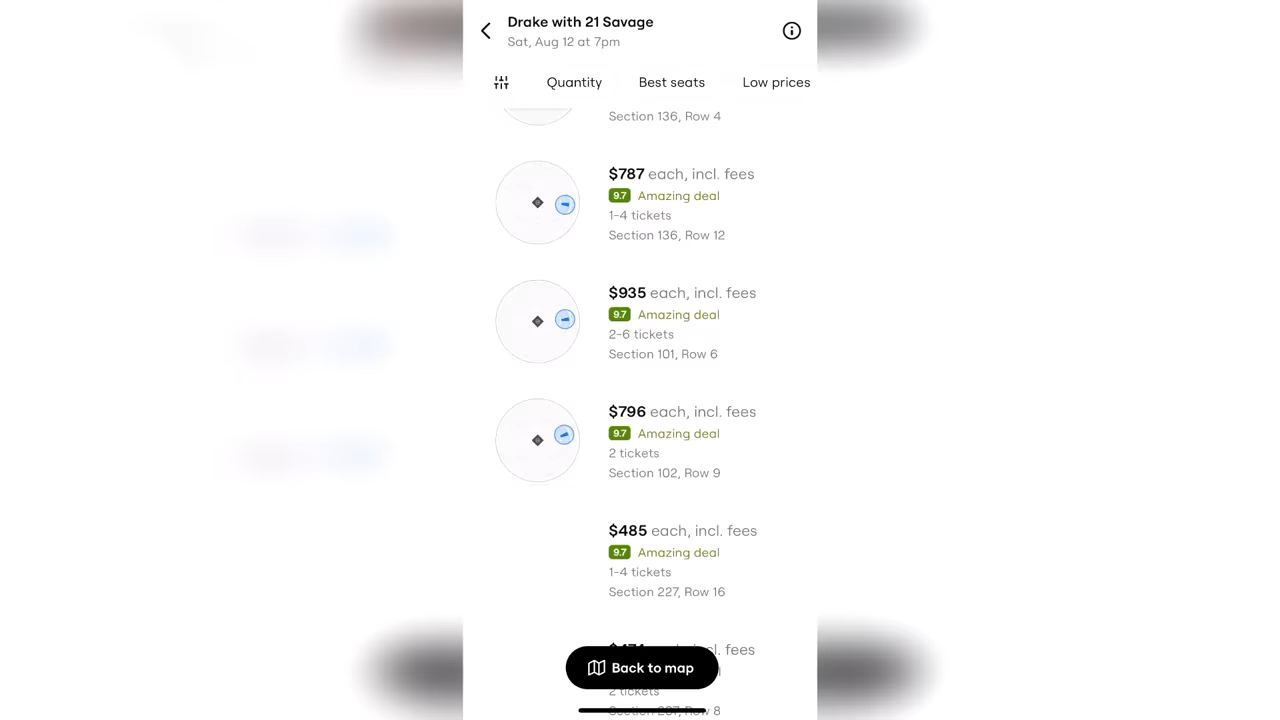 Drake with 21 Savage
Sat, Aug 12 at 7pm
Quantity Best seats Low prices
Section 136, Row 4
$787 each, incl. fees
9.7 Amazing deal
1-4 tickets
Section 136, Row 12
$935 each, incl. fees
9.7 Amazing deal
2-6 tickets
Section 101, Row 6
$796 each, incl. fees
9.7 Amazing deal
2 tickets
Section 102, Row 9
$485 each, incl. fees
9.7 Amazing deal
1-4 tickets
Section 227, Row 16
fees
Back to map
2 tickets
8